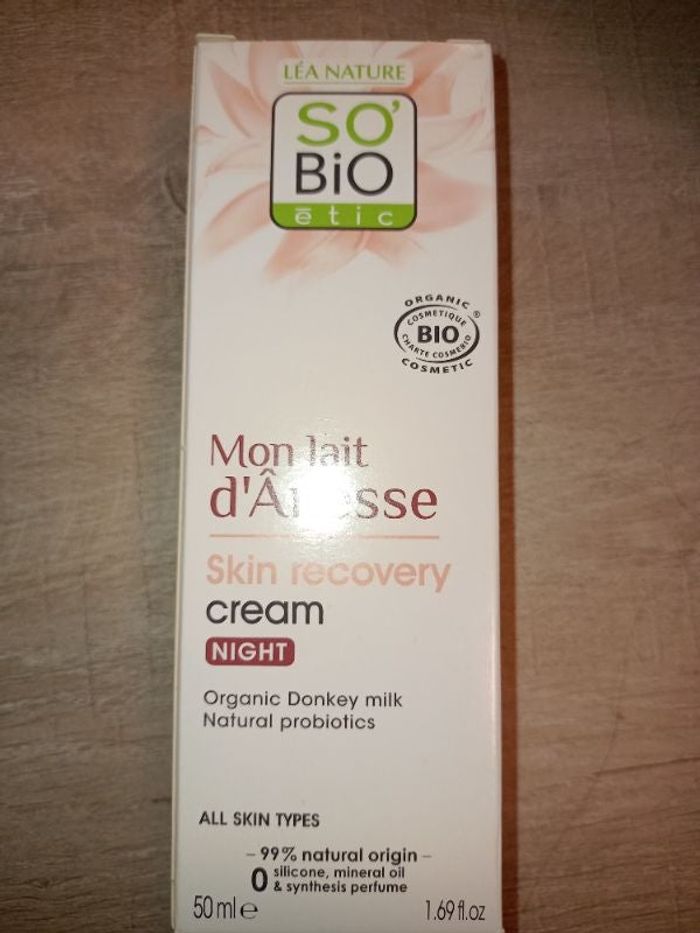 LÉA NATURE
SO'
BiO
ētic
ORGANIC ®
COSMETIQUE
BIO
CHARTE COSMEBIO
COSMETIC
Mon lait
Skin recovery
cream
NIGHT
Organic Donkey milk
Natural probiotics
ALL SKIN TYPES
– 99% natural origin –
0 silicone, mineral oil
& synthesis perfume
50 ml e 1.69 fl.oz